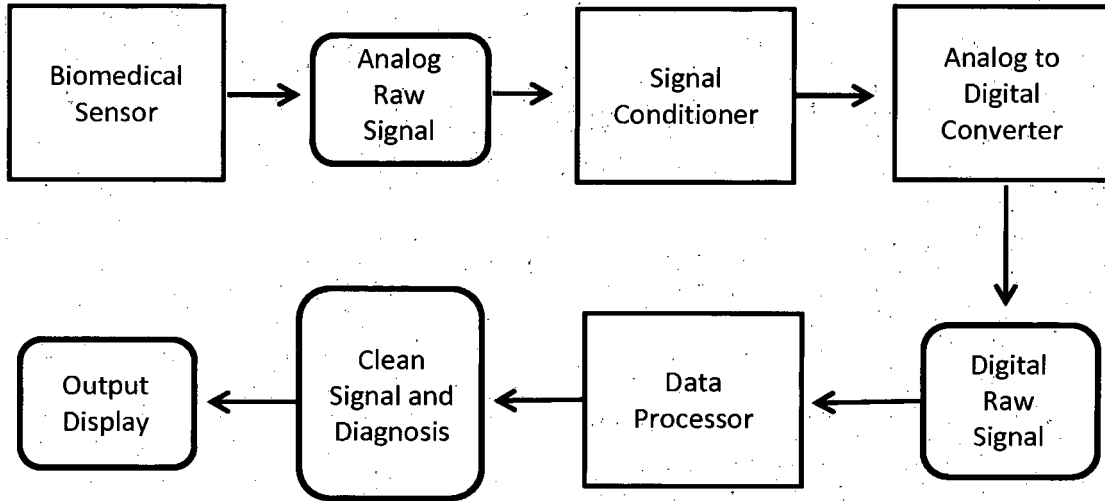 Biomedical
Sensor
Analog
Raw
Signal
Signal
Conditioner
Analog to
Digital
Converter
Digital
Raw
Signal
Data
Processor
Clean
Signal and
Diagnosis
Output
Display